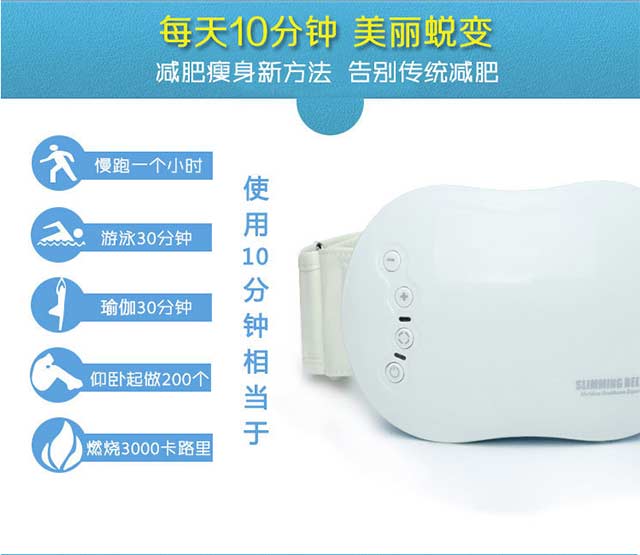 每天10分钟 美丽蜕变
减肥瘦身新方法 告别传统减肥
慢跑一个小时
游泳30分钟
瑜伽30分钟
仰卧起做200个
燃烧3000卡路里
使用10分钟相当于
SLIMMING BEL